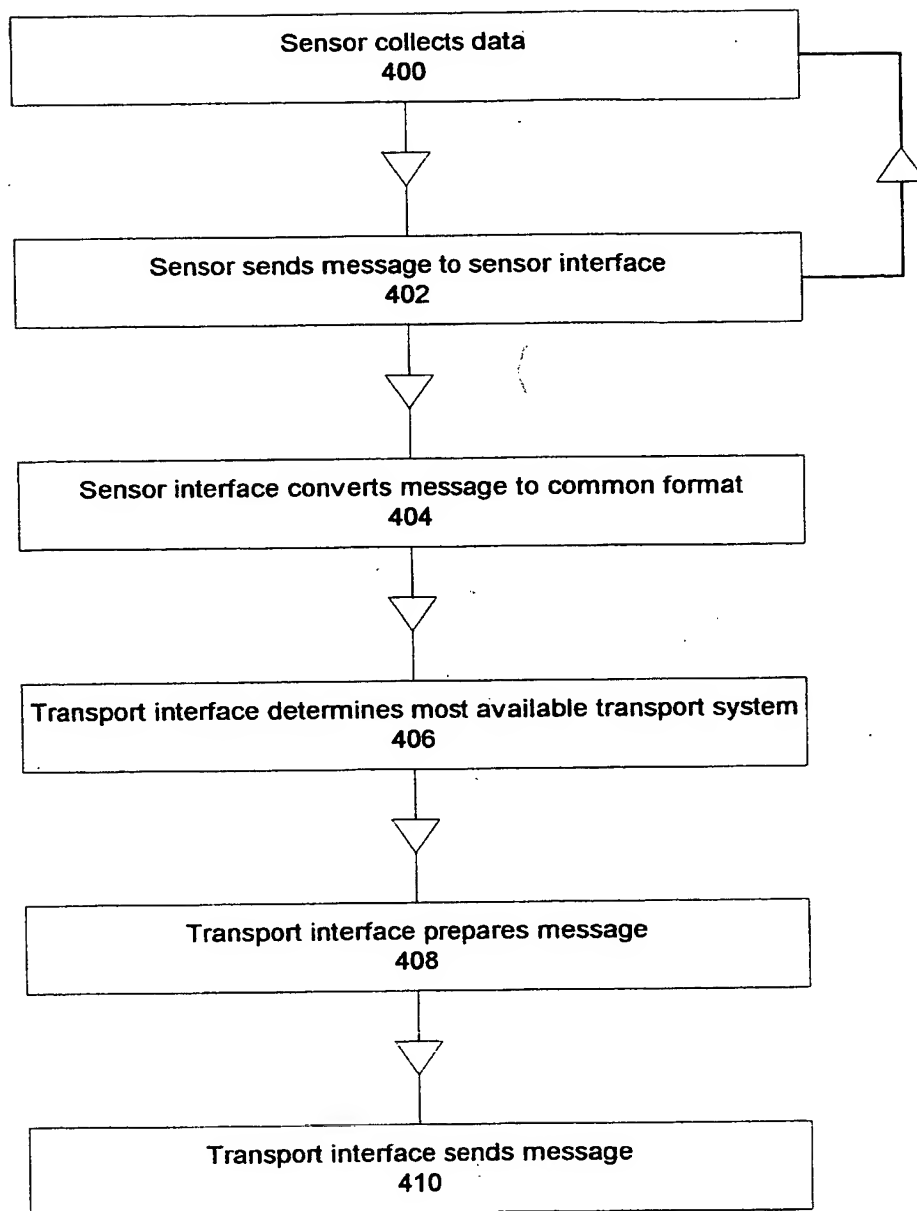 Sensor collects data
400
Sensor sends message to sensor interface
402
Sensor interface converts message to common format
404
Transport interface determines most available transport system
406
Transport interface prepares message
408
Transport interface sends message
410